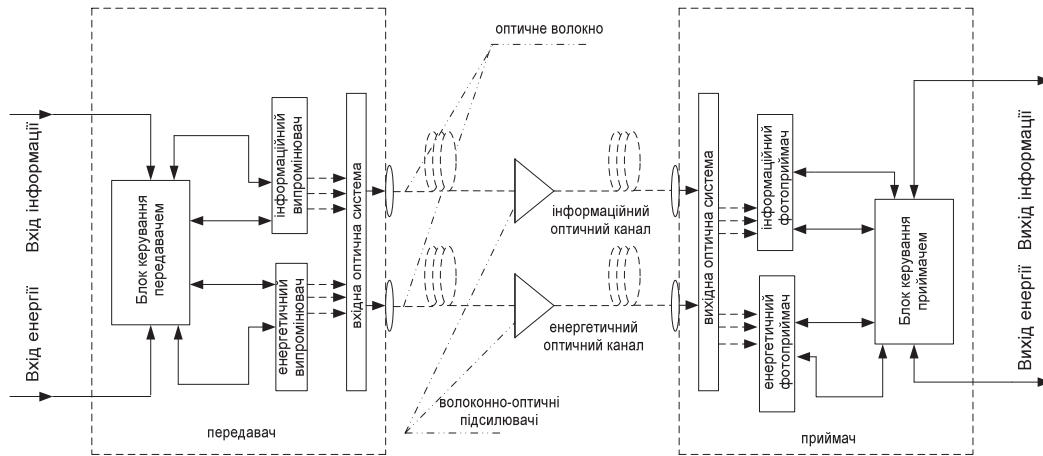 оптичне волокно
Вхід інформації
Вхід енергії
Блок керування
передавачем
інформаційний
випромінювач
енергетичний
випромінювач
вхідна оптична система
інформаційний
оптичний канал
енергетичний
оптичний канал
волоконно-оптичні
підсилювачі
передавач
вихідна оптична система
інформаційний
фотоприймач
енергетичний
фотоприймач
Блок керування
приймачем
приймач
Вихід інформації
Вихід енергії